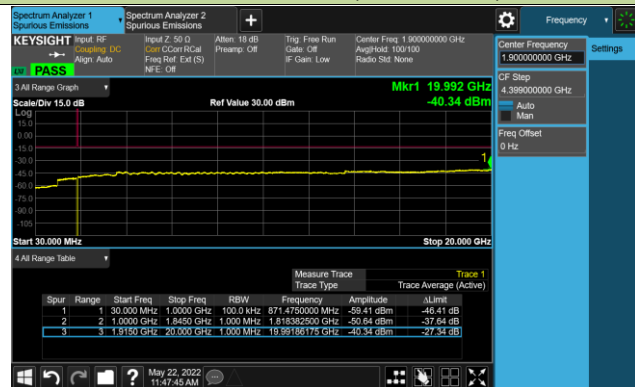 Spectrum Analyzer 1
Spurious Emissions
Spectrum Analyzer 2
Spurious Emissions
+
Frequency
KEYSIGHT
Input: RF
Coupling: DC
Align: Auto
Input Z: 50 Ω
Corr CCorr RCal
Freq Ref: Ext (S)
NFE: Off
Atten: 18 dB
Preamp: Off
Trig: Free Run
Gate: Off
IF Gain: Low
Center Freq: 1.900000000 GHz
Avg|Hold: 100/100
Radio Std: None
PASS
Center Frequency
1.900000000 GHz
Settings
CF Step
4.399000000 GHz
Auto
Man
Freq Offset
0 Hz
3 All Range Graph
Mkr1 19.992 GHz
Scale/Div 15.0 dB
Ref Value 30.00 dBm
-40.34 dBm
Log
15.0
0.00
-15.0
-30.0
-45.0
-60.0
-75.0
-90.0
-105
1
Start 30.000 MHz
Stop 20.000 GHz
4 All Range Table
Measure Trace Trace 1
Trace Type Trace Average (Active)
Spur Range Start Freq Stop Freq RBW Frequency Amplitude ΔLimit
1 1 30.000 MHz 1.0000 GHz 100.0 kHz 871.4750000 MHz -59.41 dBm -46.41 dB
2 2 1.0000 GHz 1.8450 GHz 1.000 MHz 1.818382500 GHz -50.64 dBm -37.64 dB
3 3 1.9150 GHz 20.000 GHz 1.000 MHz 19.99186175 GHz -40.34 dBm -27.34 dB
?
May 22, 2022
11:47:45 AM